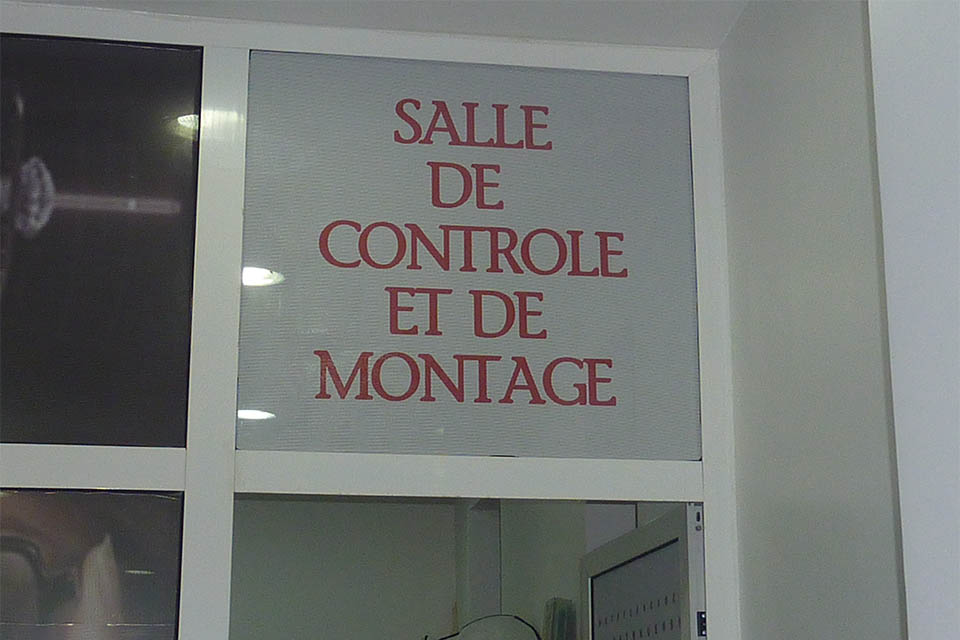 SALLE
DE
CONTROLE
ET DE
MONTAGE